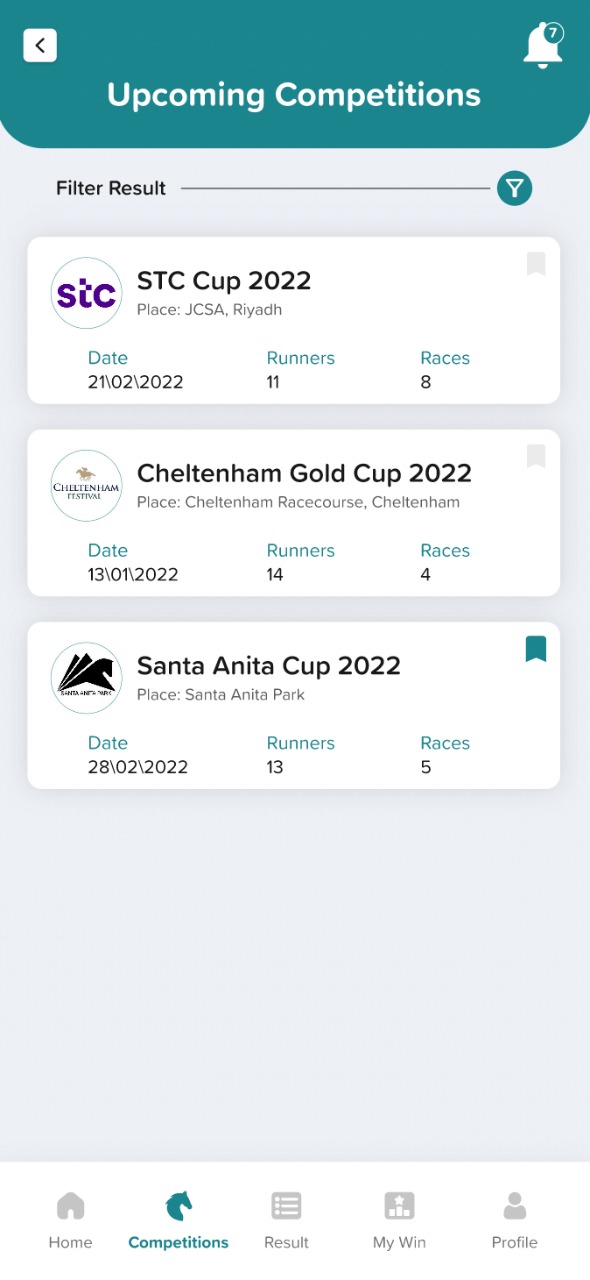 7
Upcoming Competitions
Filter Result
stc
STC Cup 2022
Place: JCSA, Riyadh
Date Runners Races
21\02\2022 11 8
CHELTENHAM
FESTIVAL
Cheltenham Gold Cup 2022
Place: Cheltenham Racecourse, Cheltenham
Date Runners Races
13\01\2022 14 4
SANTA ANITA PARK
Santa Anita Cup 2022
Place: Santa Anita Park
Date Runners Races
28\02\2022 13 5
Home Competitions Result My Win Profile